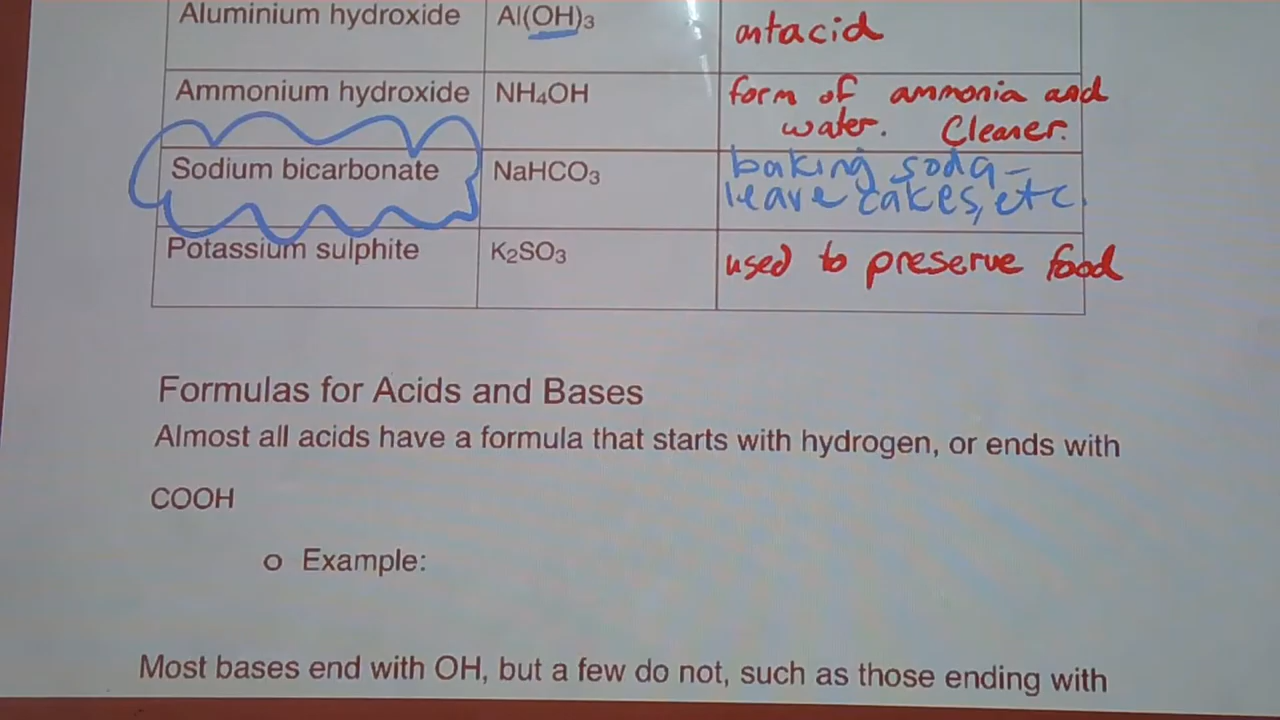 Aluminium hydroxide Al(OH)₃ antacid
Ammonium hydroxide NH₄OH form of ammonia and
water. Cleaner.
Sodium bicarbonate NaHCO₃ baking soda -
leave cakes, etc.
Potassium sulphite K₂SO₃ used to preserve food
Formulas for Acids and Bases
Almost all acids have a formula that starts with hydrogen, or ends with
COOH
o Example:
Most bases end with OH, but a few do not, such as those ending with